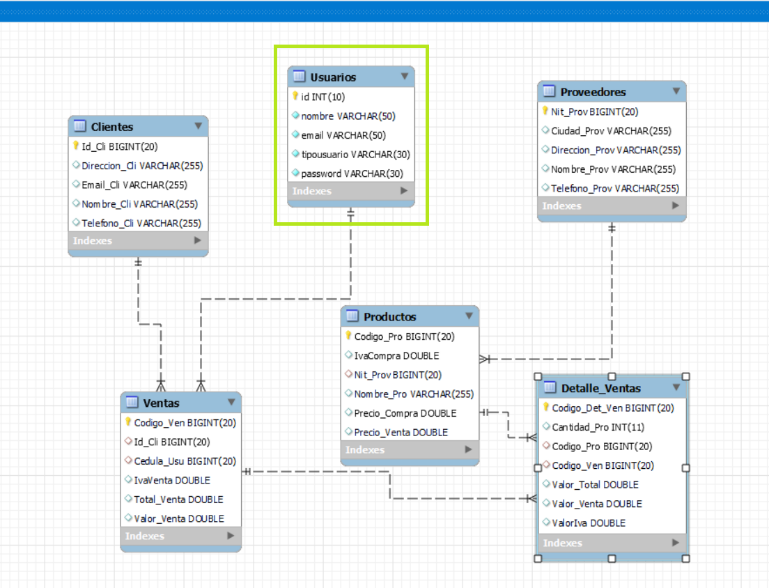 Usuarios
id INT(10)
nombre VARCHAR(50)
email VARCHAR(50)
tipousuario VARCHAR(30)
password VARCHAR(30)
Indexes
Proveedores
Nit_Prov BIGINT(20)
Ciudad_Prov VARCHAR(255)
Direccion_Prov VARCHAR(255)
Nombre_Prov VARCHAR(255)
Telefono_Prov VARCHAR(255)
Indexes
Clientes
Id_Cli BIGINT(20)
Direccion_Cli VARCHAR(255)
Email_Cli VARCHAR(255)
Nombre_Cli VARCHAR(255)
Telefono_Cli VARCHAR(255)
Indexes
Productos
Codigo_Pro BIGINT(20)
IvaCompra DOUBLE
Nit_Prov BIGINT(20)
Nombre_Pro VARCHAR(255)
Precio_Compra DOUBLE
Precio_Venta DOUBLE
Indexes
Ventas
Codigo_Ven BIGINT(20)
Id_Cli BIGINT(20)
Cedula_Usu BIGINT(20)
IvaVenta DOUBLE
Total_Venta DOUBLE
Valor_Venta DOUBLE
Indexes
Detalle_Ventas
Codigo_Det_Ven BIGINT(20)
Cantidad_Pro INT(11)
Codigo_Pro BIGINT(20)
Codigo_Ven BIGINT(20)
Valor_Total DOUBLE
Valor_Venta DOUBLE
ValorIva DOUBLE
Indexes